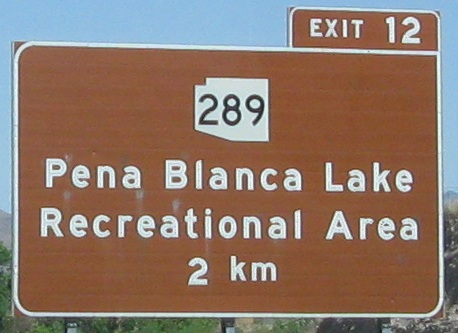 EXIT 12
289
Pena Blanca Lake
Recreational Area
2 km